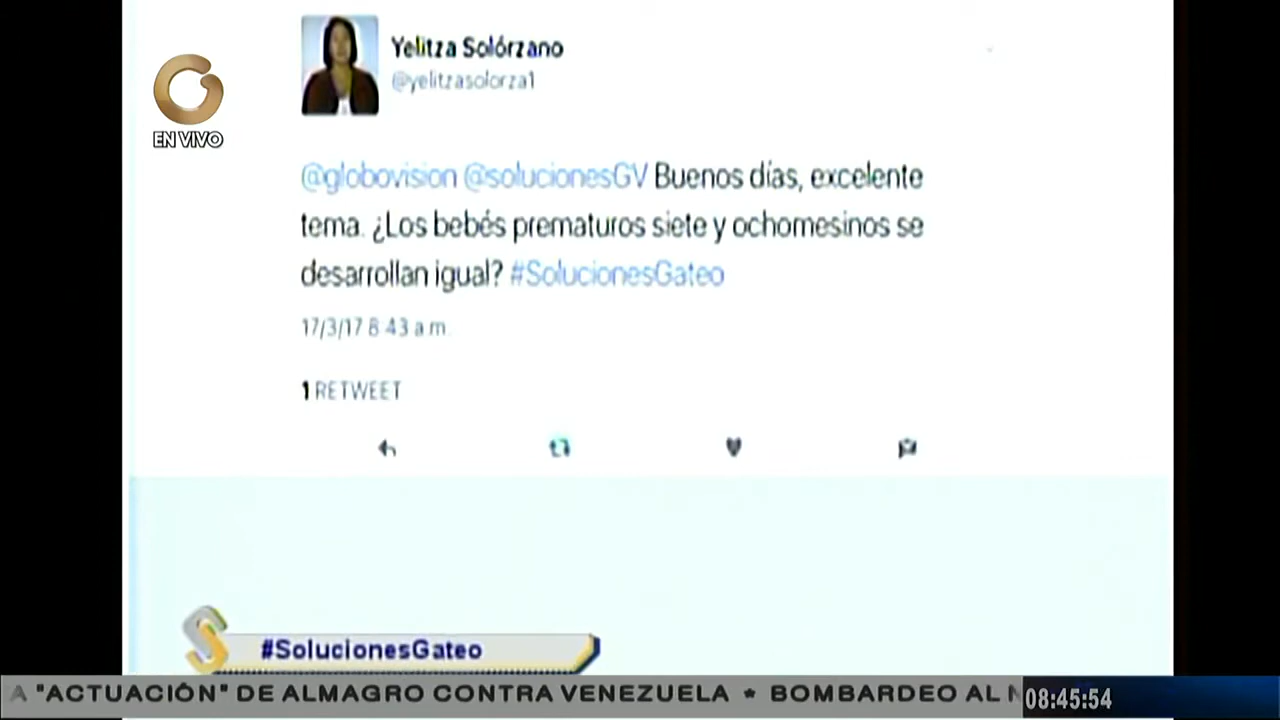 Yelitza Solórzano
@yelitzasolorza1
EN VIVO
@globovision @solucionesGV Buenos días, excelente
tema. ¿Los bebés prematuros siete y ochomesinos se
desarrollan igual? #SolucionesGateo
17/3/17 8:43 a.m.
1 RETWEET
#SolucionesGateo
A "ACTUACIÓN" DE ALMAGRO CONTRA VENEZUELA * BOMBARDEO AL
08:45:54